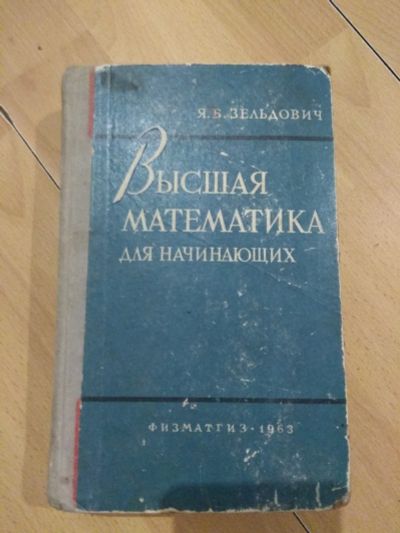 Я. Б. ЗЕЛЬДОВИЧ
ВЫСШАЯ
МАТЕМАТИКА
ДЛЯ НАЧИНАЮЩИХ
ФИЗМАТГИЗ · 1963